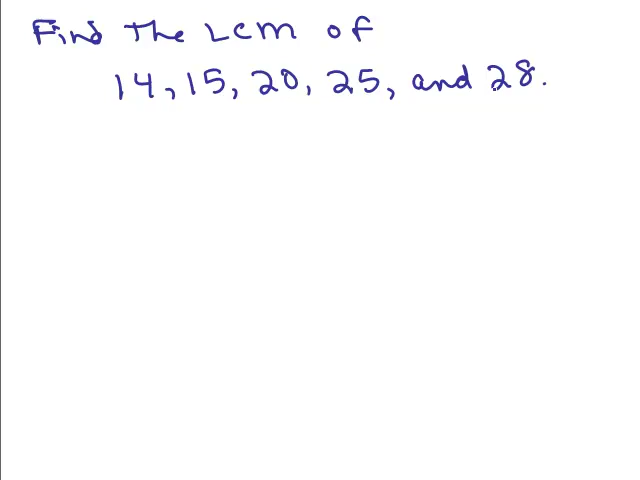 Find The LCM of
14, 15, 20, 25, and 28.